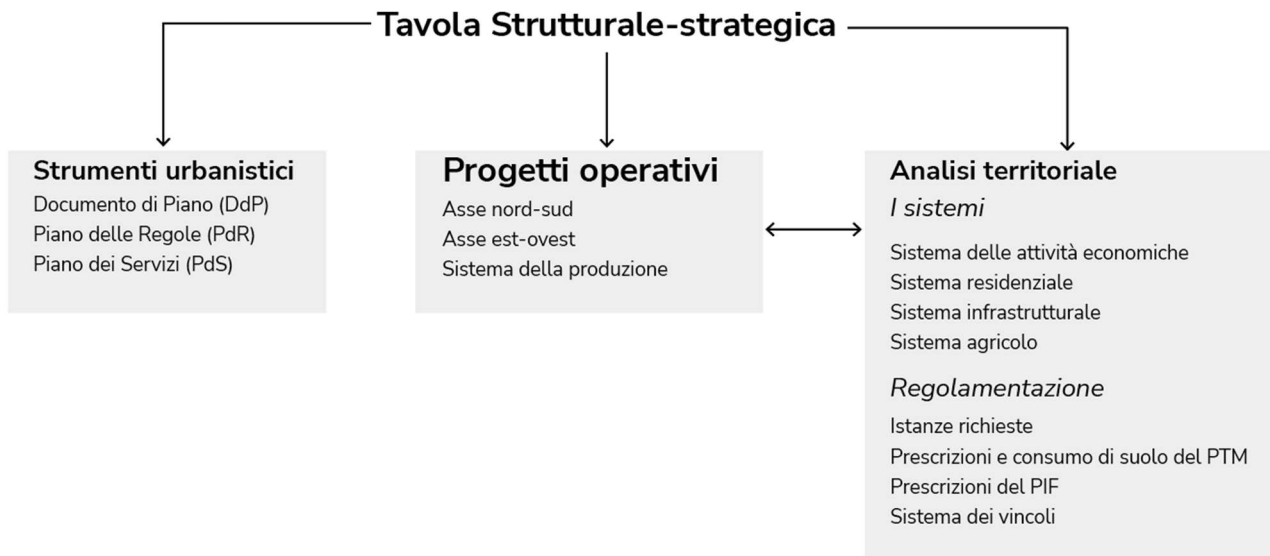 Tavola Strutturale-strategica
Strumenti urbanistici
Documento di Piano (DdP)
Piano delle Regole (PdR)
Piano dei Servizi (PdS)
Progetti operativi
Asse nord-sud
Asse est-ovest
Sistema della produzione
Analisi territoriale
I sistemi
Sistema delle attività economiche
Sistema residenziale
Sistema infrastrutturale
Sistema agricolo
Regolamentazione
Istanze richieste
Prescrizioni e consumo di suolo del PTM
Prescrizioni del PIF
Sistema dei vincoli